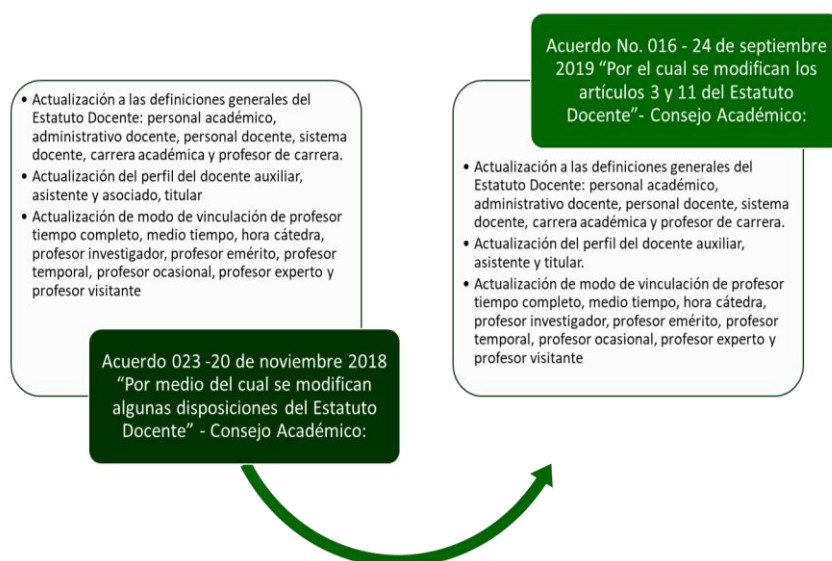 • Actualización a las definiciones generales del
Estatuto Docente: personal académico,
administrativo docente, personal docente, sistema
docente, carrera académica y profesor de carrera.
• Actualización del perfil del docente auxiliar,
asistente y asociado, titular
• Actualización de modo de vinculación de profesor
tiempo completo, medio tiempo, hora cátedra,
profesor investigador, profesor emérito, profesor
temporal, profesor ocasional, profesor experto y
profesor visitante
Acuerdo 023 -20 de noviembre 2018
“Por medio del cual se modifican
algunas disposiciones del Estatuto
Docente” - Consejo Académico:
Acuerdo No. 016 - 24 de septiembre
2019 “Por el cual se modifican los
artículos 3 y 11 del Estatuto
Docente”- Consejo Académico:
• Actualización a las definiciones generales del
Estatuto Docente: personal académico,
administrativo docente, personal docente, sistema
docente, carrera académica y profesor de carrera.
• Actualización del perfil del docente auxiliar,
asistente y titular.
• Actualización de modo de vinculación de profesor
tiempo completo, medio tiempo, hora cátedra,
profesor investigador, profesor emérito, profesor
temporal, profesor ocasional, profesor experto y
profesor visitante